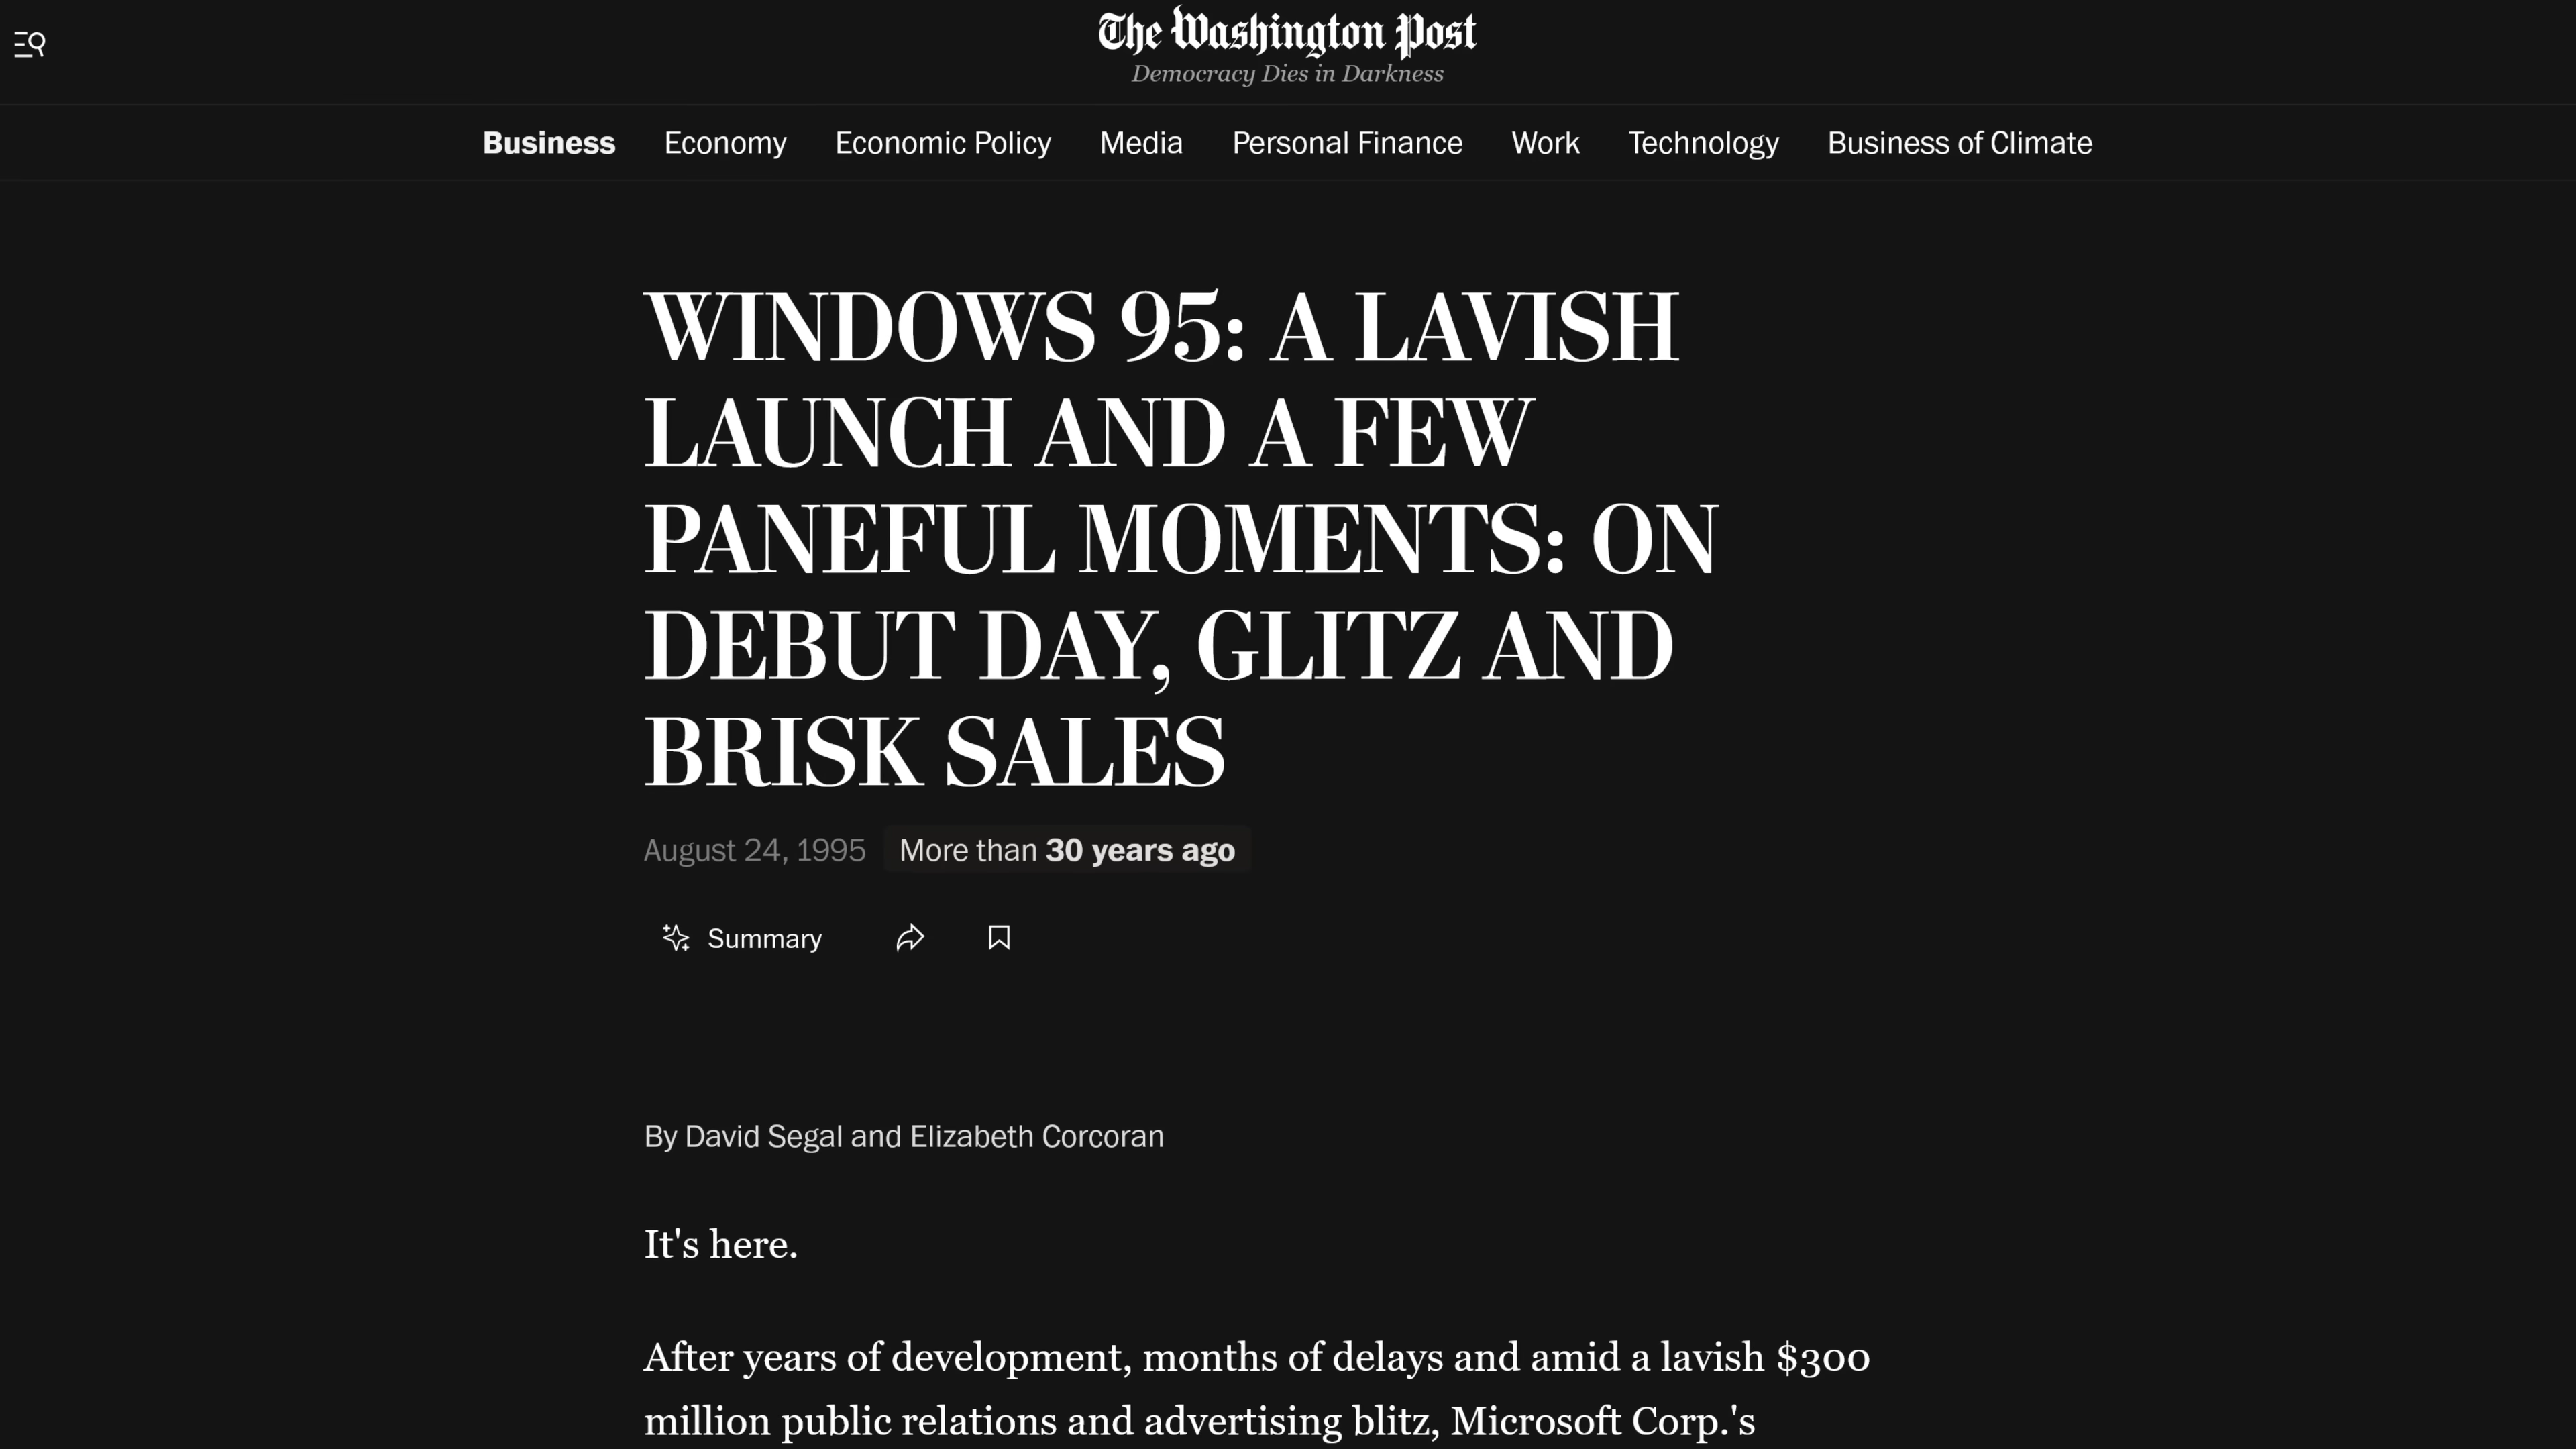 The Washington Post
Democracy Dies in Darkness
Business Economy Economic Policy Media Personal Finance Work Technology Business of Climate
WINDOWS 95: A LAVISH
LAUNCH AND A FEW
PANEFUL MOMENTS: ON
DEBUT DAY, GLITZ AND
BRISK SALES
August 24, 1995 More than 30 years ago
Summary
By David Segal and Elizabeth Corcoran
It's here.
After years of development, months of delays and amid a lavish $300
million public relations and advertising blitz, Microsoft Corp.'s